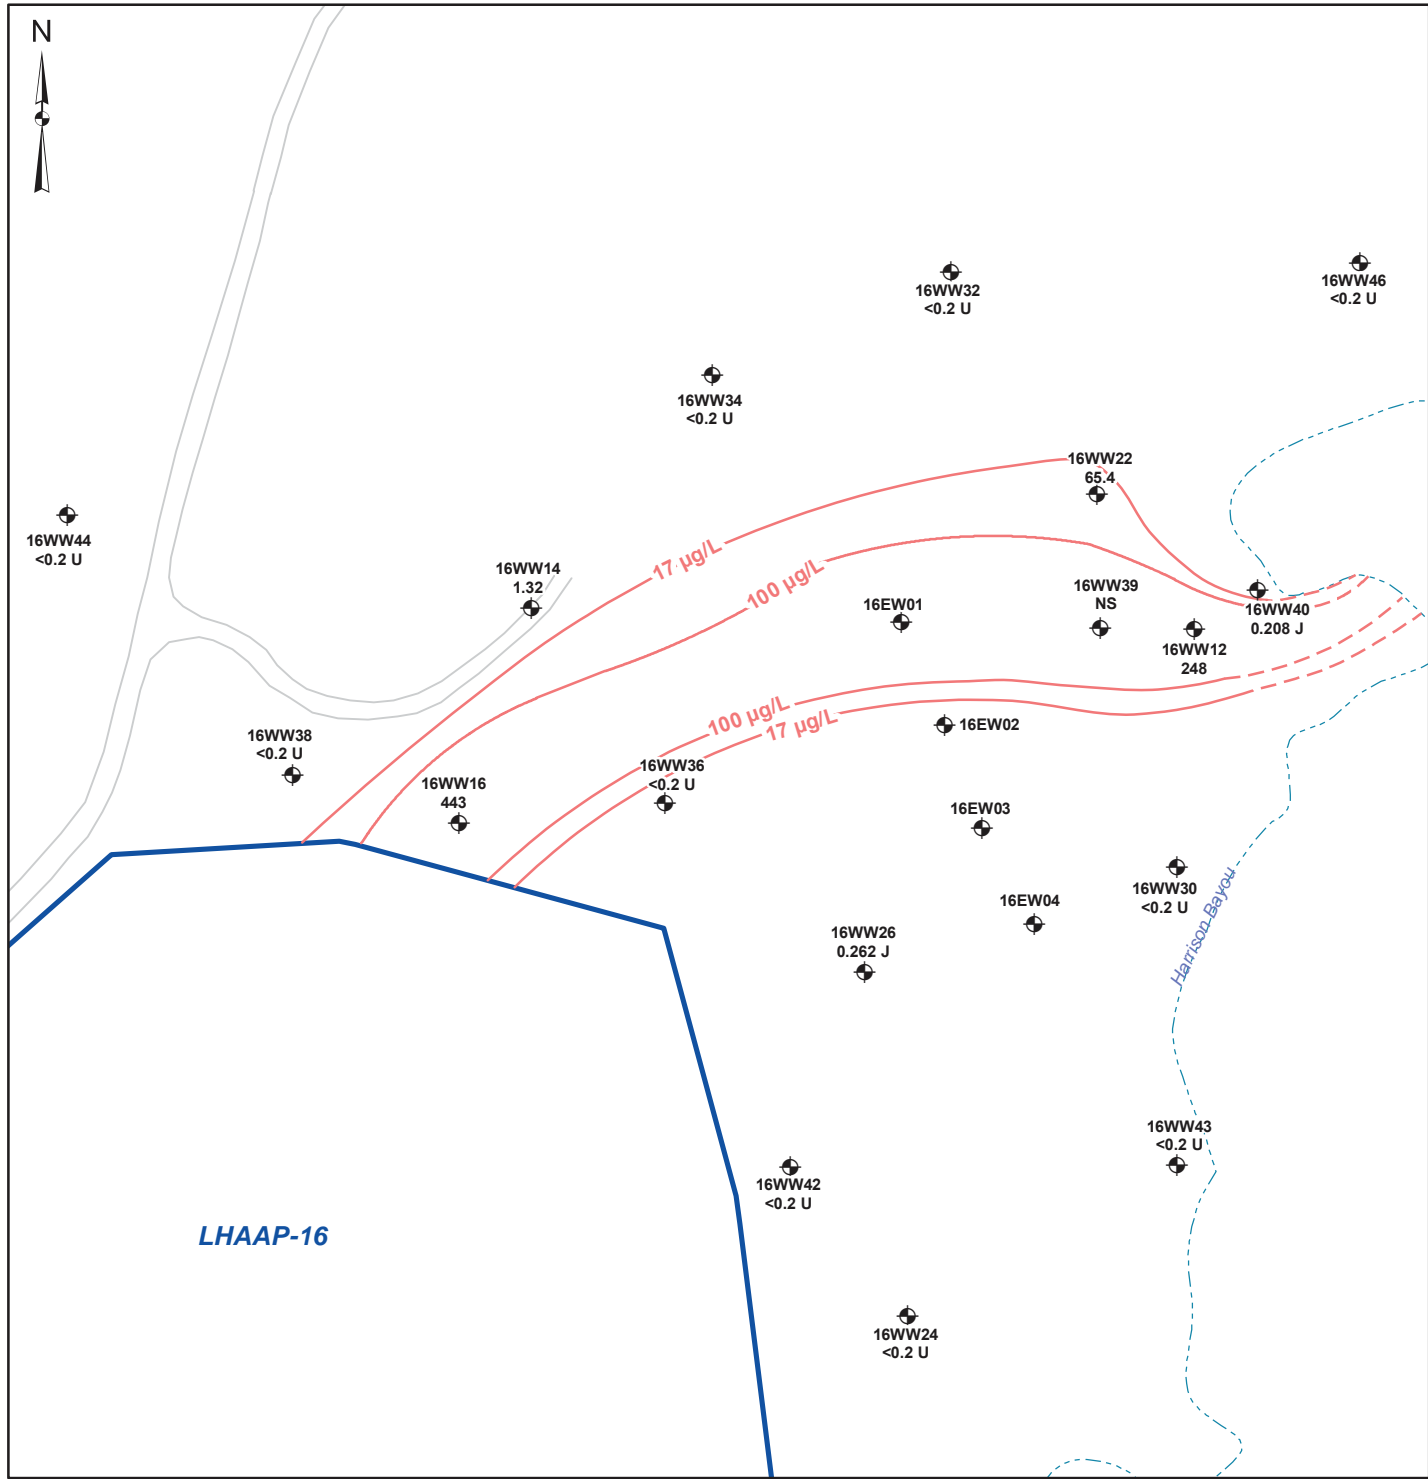 N
16WW32
<0.2 U
16WW46
<0.2 U
16WW34
<0.2 U
16WW22
65.4
16WW44
<0.2 U
17 µg/L
16WW14
1.32
100 µg/L
16EW01
16WW39
NS
16WW40
0.208 J
16WW12
248
100 µg/L
17 µg/L
16EW02
16WW38
<0.2 U
16WW36
<0.2 U
16WW16
443
16EW03
16WW30
<0.2 U
16EW04
Harrison Bayou
16WW26
0.262 J
16WW43
<0.2 U
16WW42
<0.2 U
LHAAP-16
16WW24
<0.2 U